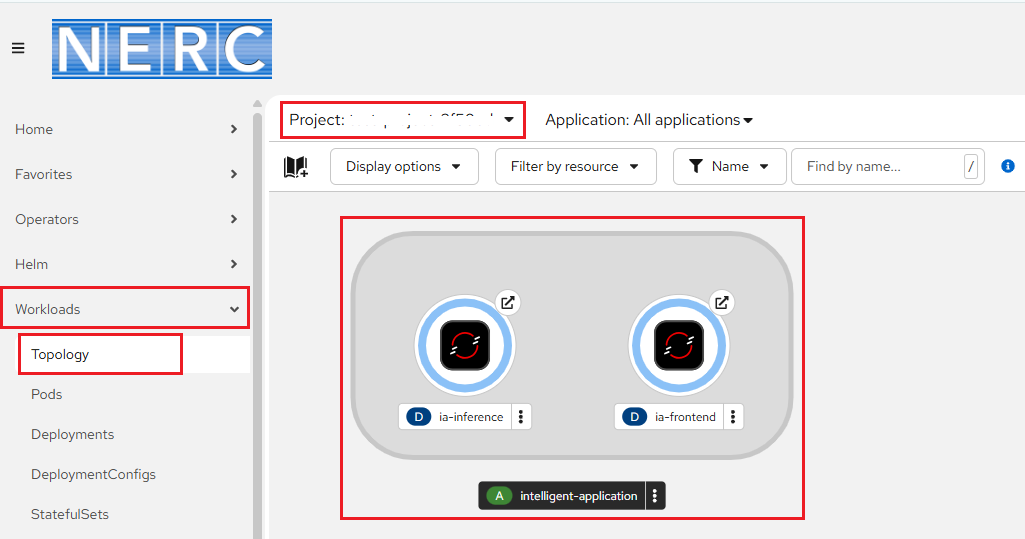 NERC
Project:
Application: All applications
Display options
Filter by resource
Name
Find by name...
/
Home
Favorites
Operators
Helm
Workloads
Topology
Pods
Deployments
DeploymentConfigs
StatefulSets
D ia-inference
D ia-frontend
A intelligent-application